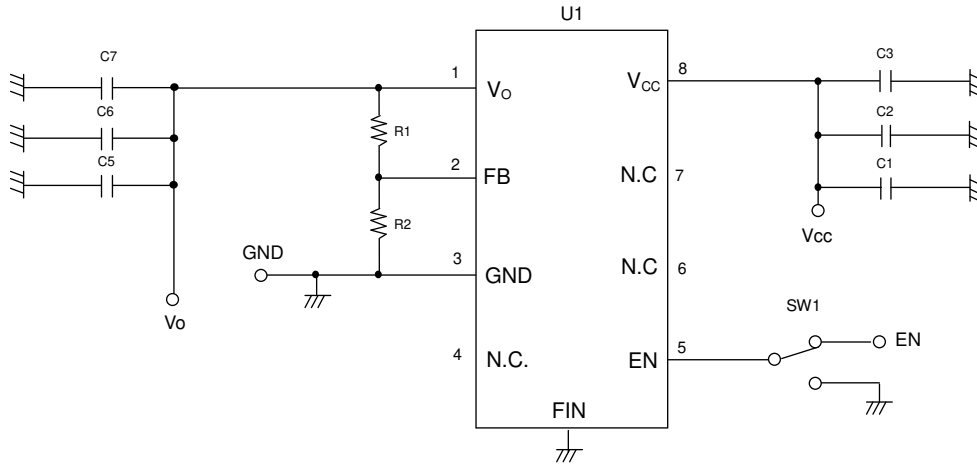 U1
C7
C6
C5
1
VO
R1
2
FB
R2
GND
3
GND
Vo
4
N.C.
FIN
8
VCC
C3
C2
C1
Vcc
N.C
7
N.C
6
SW1
5
EN
EN